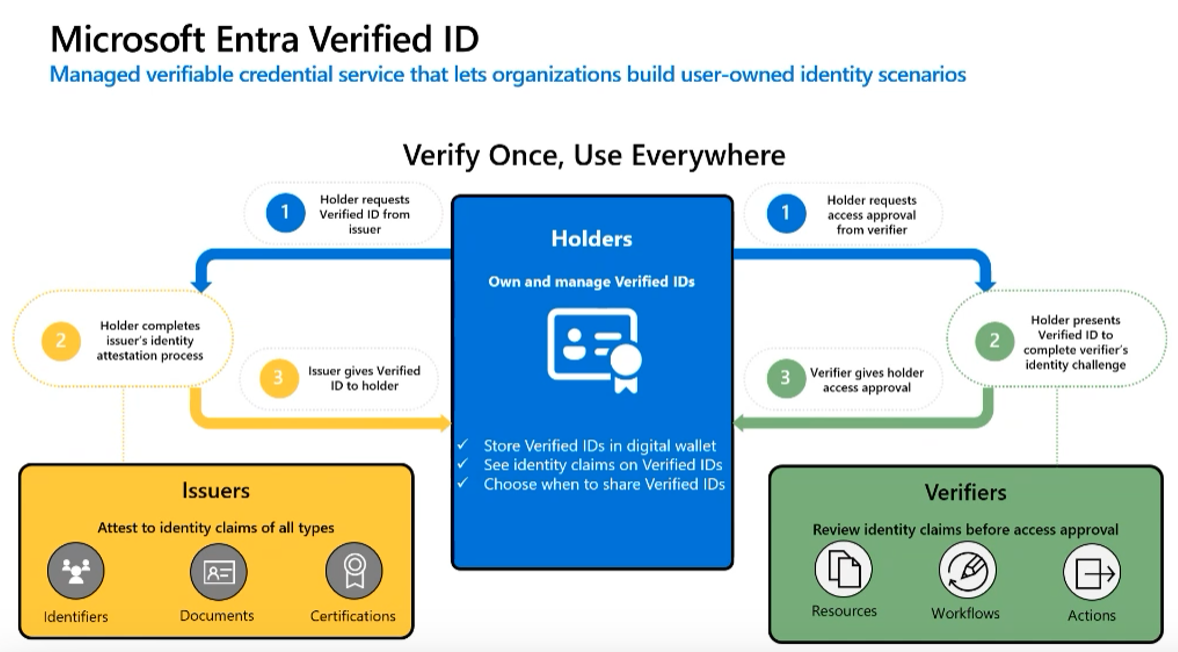 Microsoft Entra Verified ID
Managed verifiable credential service that lets organizations build user-owned identity scenarios
Verify Once, Use Everywhere
1
Holder requests
Verified ID from
issuer
2
Holder completes
issuer's identity
attestation process
3
Issuer gives Verified
ID to holder
Holders
Own and manage Verified IDs
✓ Store Verified IDs in digital wallet
✓ See identity claims on Verified IDs
✓ Choose when to share Verified IDs
1
Holder requests
access approval
from verifier
2
Holder presents
Verified ID to
complete verifier's
identity challenge
3
Verifier gives holder
access approval
Issuers
Attest to identity claims of all types
Identifiers
Documents
Certifications
Verifiers
Review identity claims before access approval
Resources
Workflows
Actions